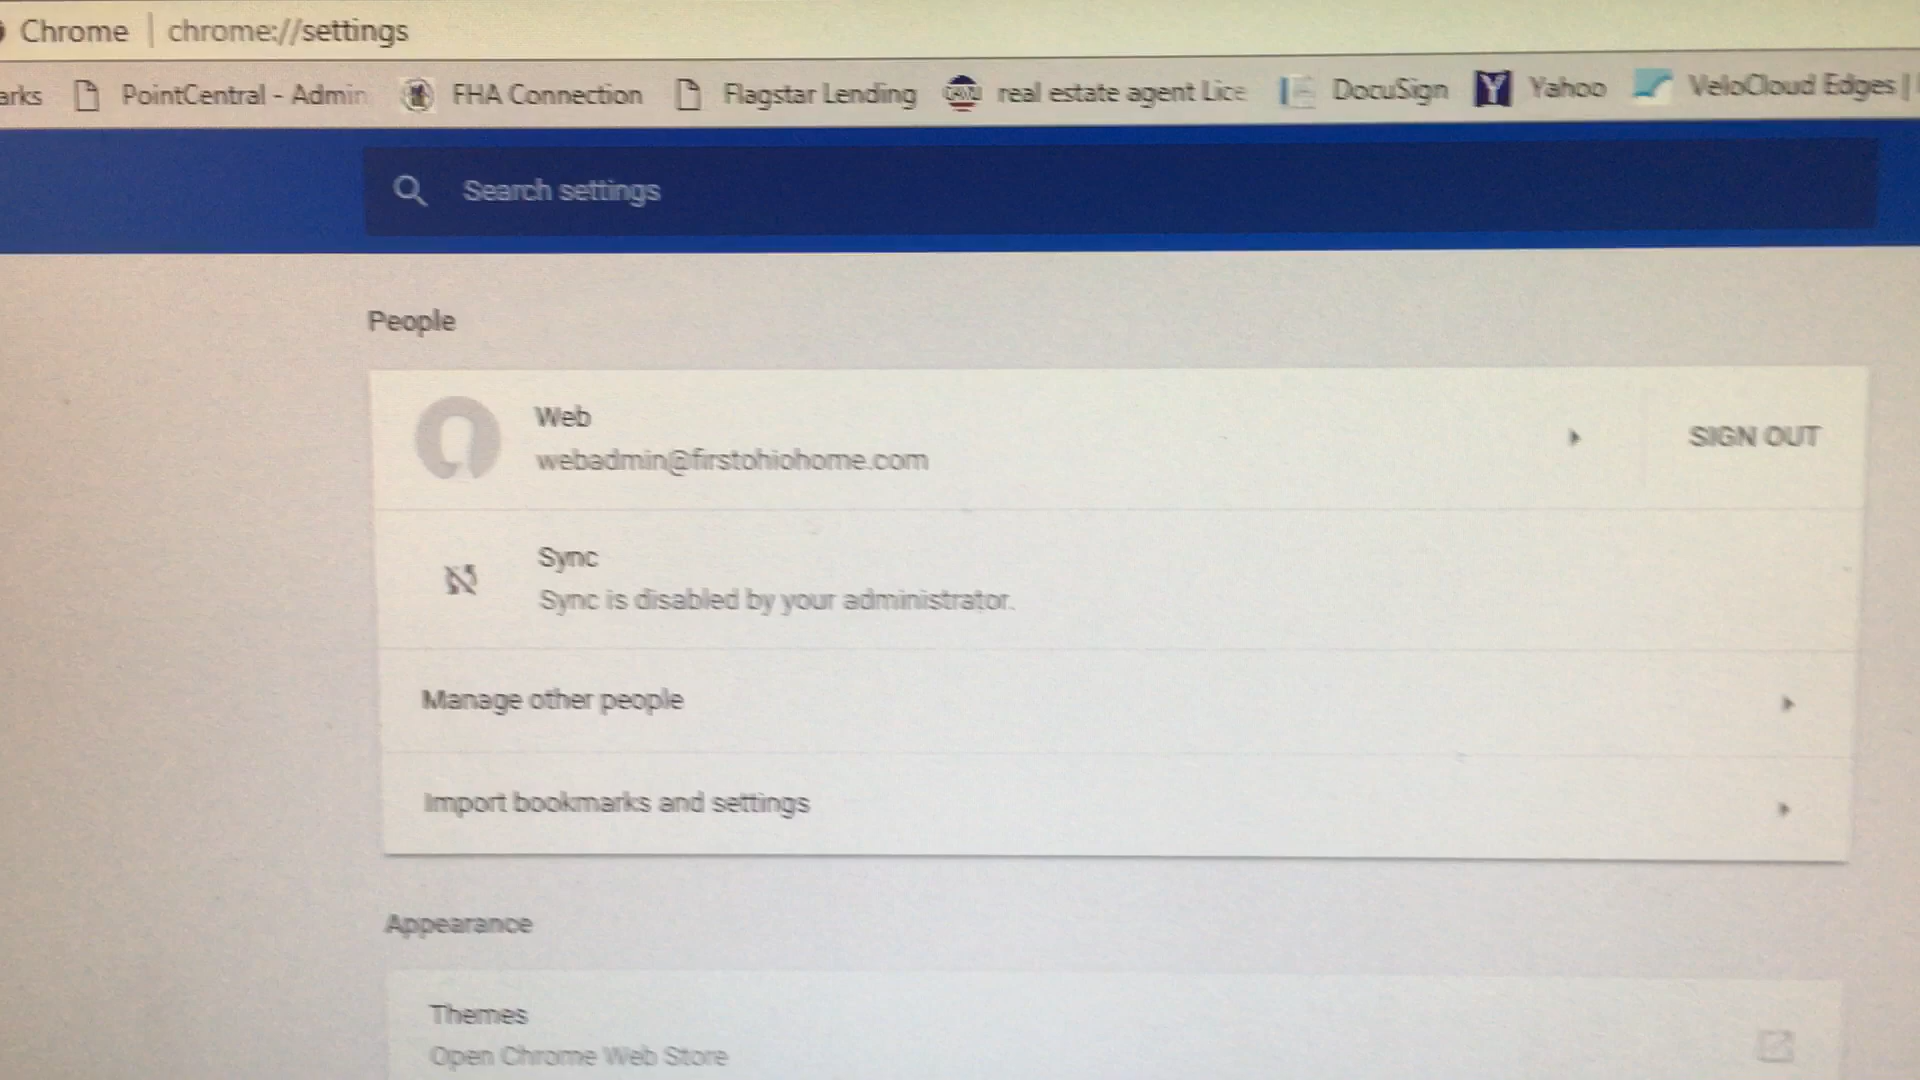 Chrome | chrome://settings
arks PointCentral - Admin FHA Connection Flagstar Lending real estate agent Lice DocuSign Y Yahoo VeloCloud Edges |
Search settings
People
Web
webadmin@firstohiohome.com
SIGN OUT
Sync
Sync is disabled by your administrator.
Manage other people
Import bookmarks and settings
Appearance
Themes
Open Chrome Web Store